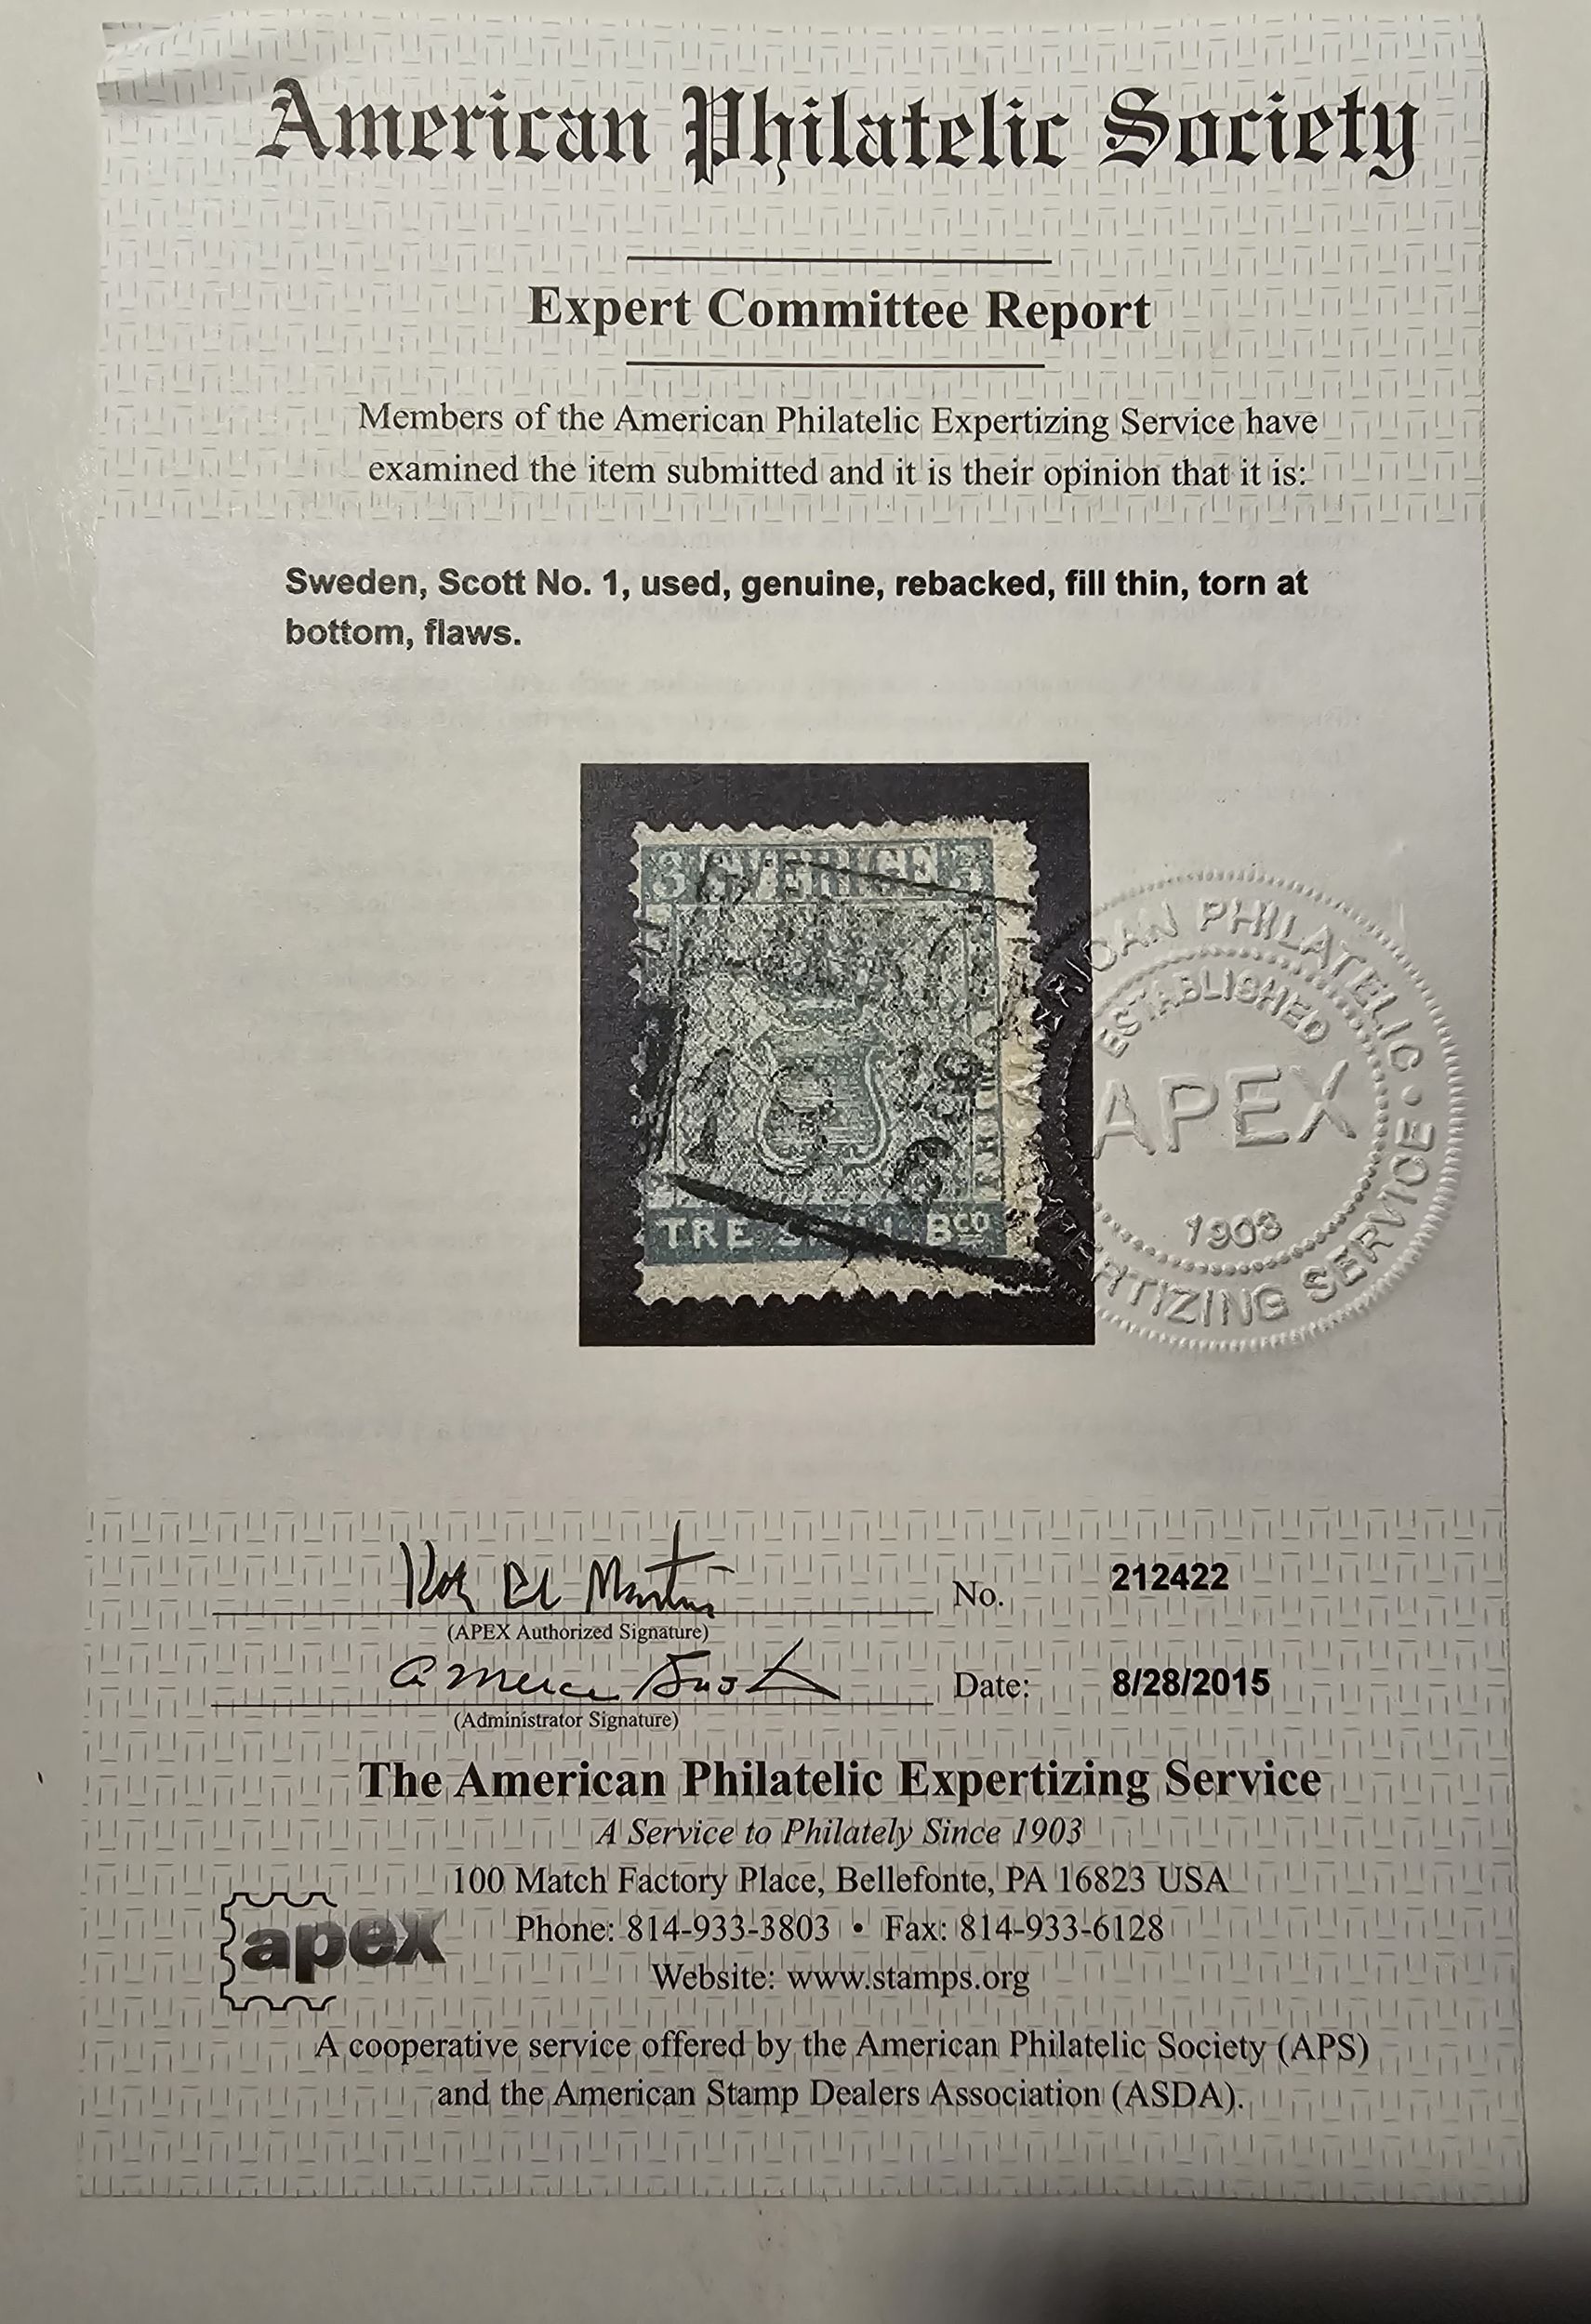 American Philatelic Society
Expert Committee Report
Members of the American Philatelic Expertizing Service have
examined the item submitted and it is their opinion that it is:
Sweden, Scott No. 1, used, genuine, rebacked, fill thin, torn at
bottom, flaws.
3 SVERIGE 3
TRE SKILL. Bco
AMERICAN PHILATELIC
ESTABLISHED
APEX
1903
EXPERTIZING SERVICE
No. 212422
(APEX Authorized Signature)
Date: 8/28/2015
(Administrator Signature)
The American Philatelic Expertizing Service
A Service to Philately Since 1903
100 Match Factory Place, Bellefonte, PA 16823 USA
apex
Phone: 814-933-3803 • Fax: 814-933-6128
Website: www.stamps.org
A cooperative service offered by the American Philatelic Society (APS)
and the American Stamp Dealers Association (ASDA).